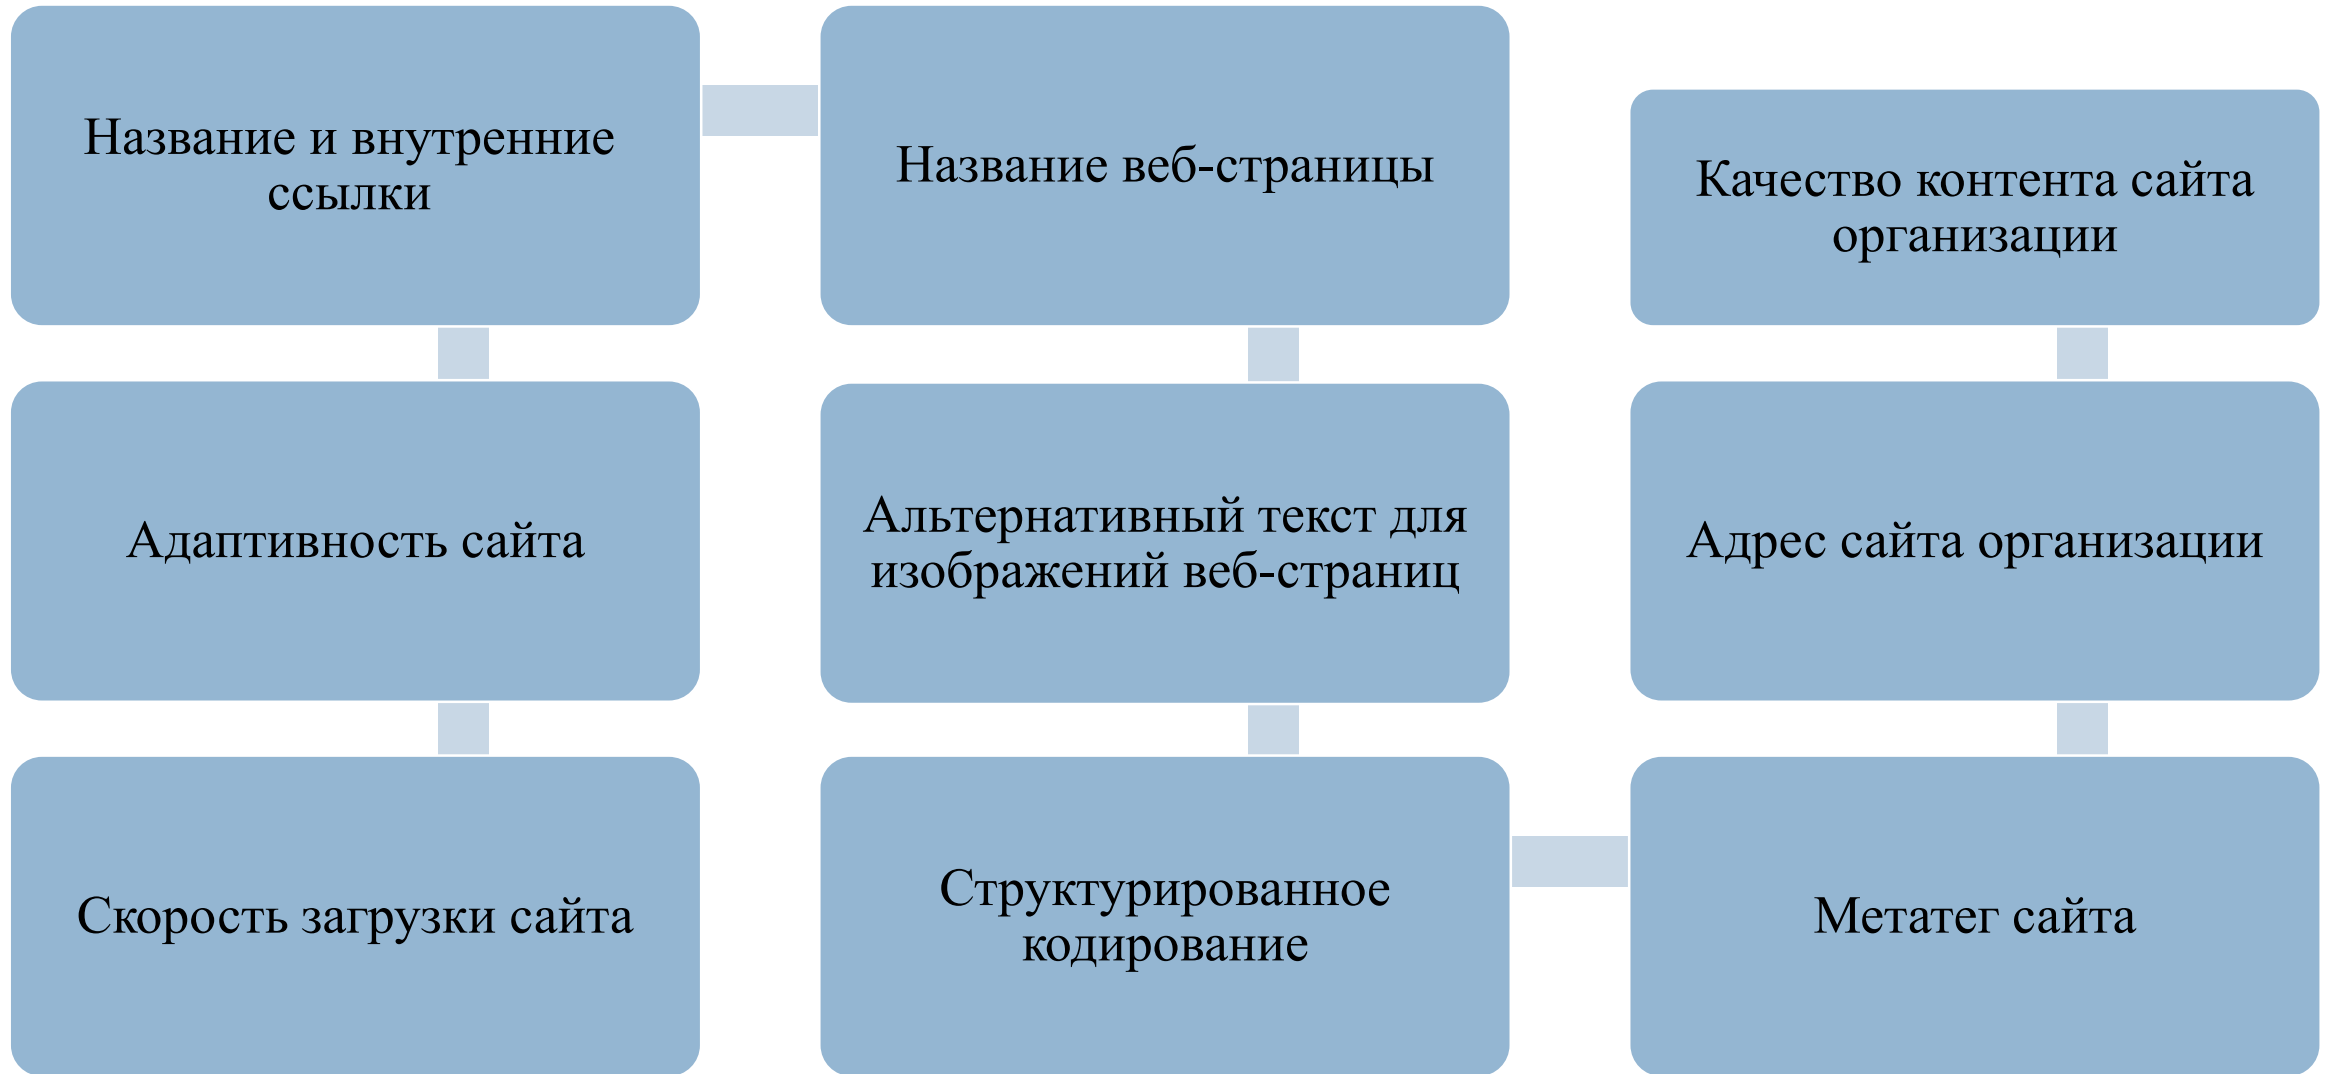 Название и внутренние
ссылки
Название веб-страницы
Качество контента сайта
организации
Адаптивность сайта
Альтернативный текст для
изображений веб-страниц
Адрес сайта организации
Скорость загрузки сайта
Структурированное
кодирование
Метатег сайта